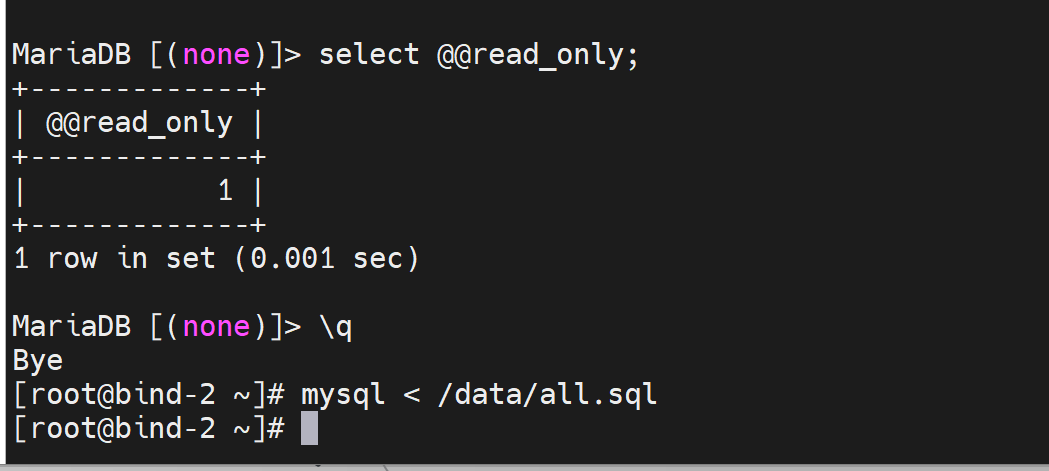 MariaDB [(none)]> select @@read_only;
+-------------+
| @@read_only |
+-------------+
|           1 |
+-------------+
1 row in set (0.001 sec)
MariaDB [(none)]> \q
Bye
[root@bind-2 ~]# mysql < /data/all.sql
[root@bind-2 ~]#